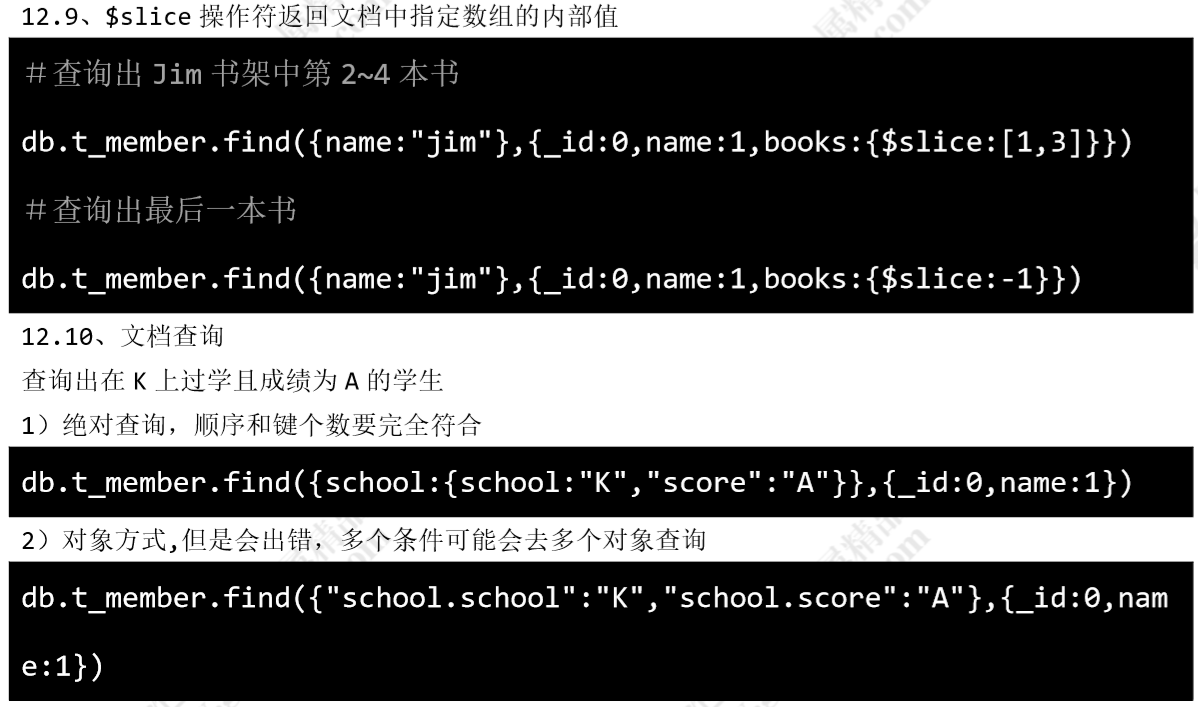 12.9、$slice 操作符返回文档中指定数组的内部值
＃查询出 Jim 书架中第 2~4 本书
db.t_member.find({name:"jim"},{_id:0,name:1,books:{$slice:[1,3]}})
＃查询出最后一本书
db.t_member.find({name:"jim"},{_id:0,name:1,books:{$slice:-1}})
12.10、文档查询
查询出在 K 上过学且成绩为 A 的学生
1）绝对查询，顺序和键个数要完全符合
db.t_member.find({school:{school:"K","score":"A"}},{_id:0,name:1})
2）对象方式,但是会出错，多个条件可能会去多个对象查询
db.t_member.find({"school.school":"K","school.score":"A"},{_id:0,nam
e:1})